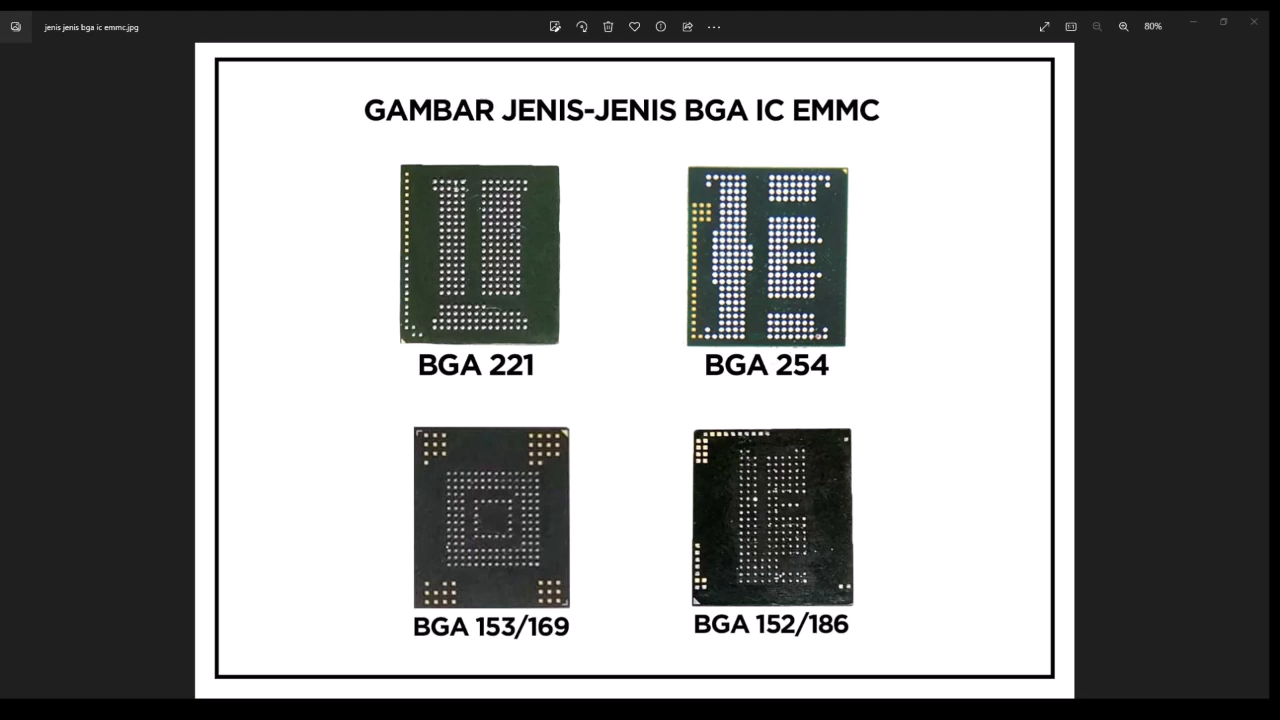 jenis jenis bga ic emmc.jpg
80%
GAMBAR JENIS-JENIS BGA IC EMMC
BGA 221
BGA 254
BGA 153/169
BGA 152/186